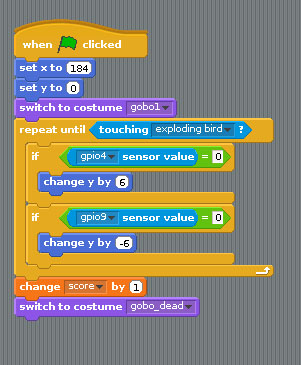 when clicked
set x to 184
set y to 0
switch to costume gobo1
repeat until touching exploding bird ?
if gpio4 sensor value = 0
change y by 6
if gpio9 sensor value = 0
change y by -6
change score by 1
switch to costume gobo_dead